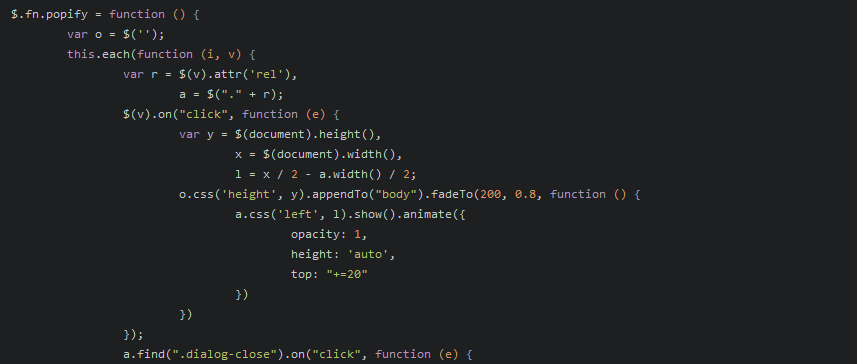 $.fn.popify = function () {
var o = $('');
this.each(function (i, v) {
var r = $(v).attr('rel'),
a = $("." + r);
$(v).on("click", function (e) {
var y = $(document).height(),
x = $(document).width(),
l = x / 2 - a.width() / 2;
o.css('height', y).appendTo("body").fadeTo(200, 0.8, function () {
a.css('left', l).show().animate({
opacity: 1,
height: 'auto',
top: "+=20"
})
})
});
a.find(".dialog-close").on("click", function (e) {